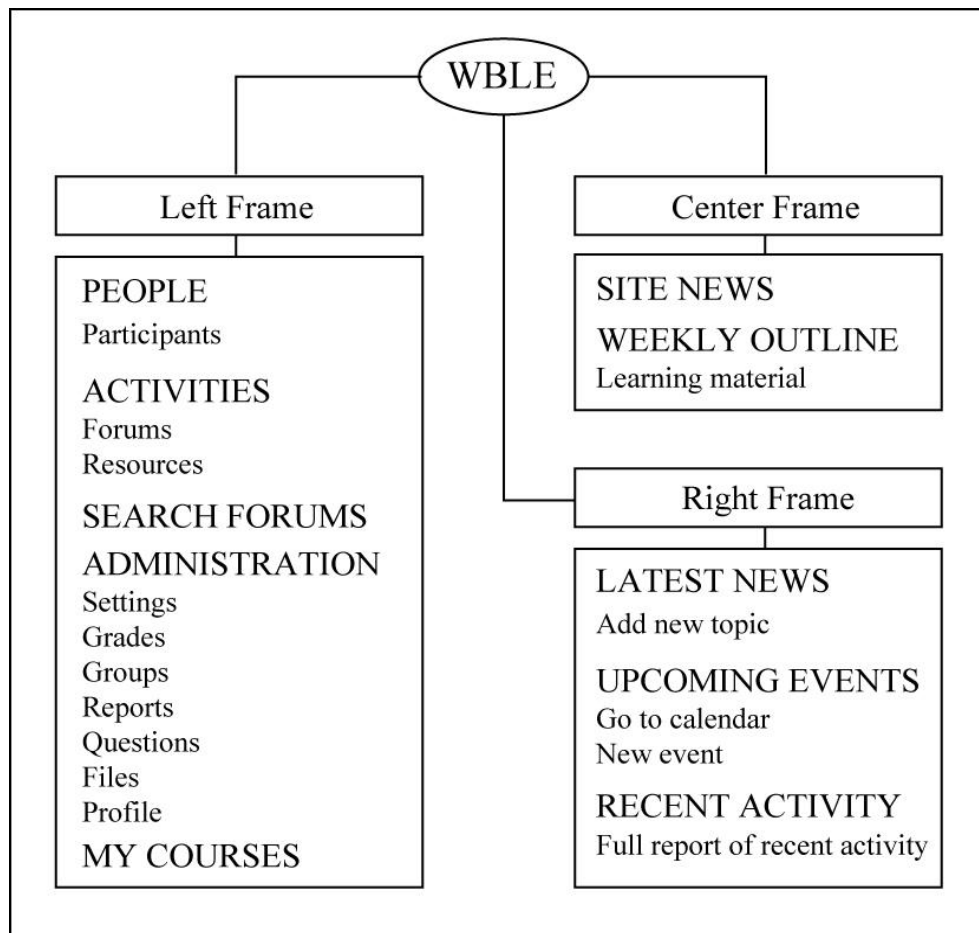 WBLE
Left Frame
PEOPLE
Participants
ACTIVITIES
Forums
Resources
SEARCH FORUMS
ADMINISTRATION
Settings
Grades
Groups
Reports
Questions
Files
Profile
MY COURSES
Center Frame
SITE NEWS
WEEKLY OUTLINE
Learning material
Right Frame
LATEST NEWS
Add new topic
UPCOMING EVENTS
Go to calendar
New event
RECENT ACTIVITY
Full report of recent activity